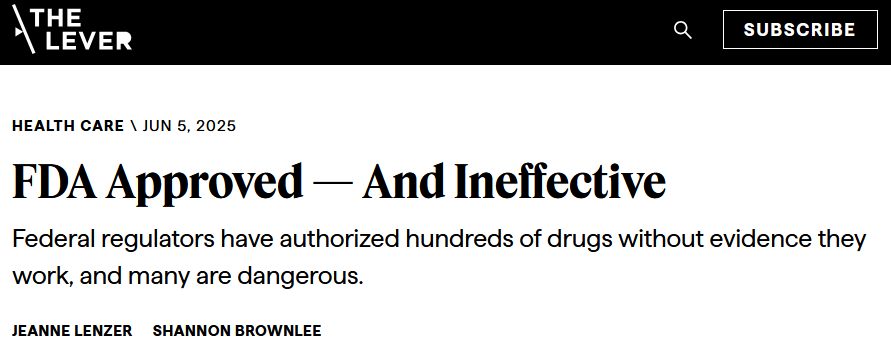 THE
LEVER
SUBSCRIBE
HEALTH CARE \ JUN 5, 2025
FDA Approved — And Ineffective
Federal regulators have authorized hundreds of drugs without evidence they
work, and many are dangerous.
JEANNE LENZER SHANNON BROWNLEE